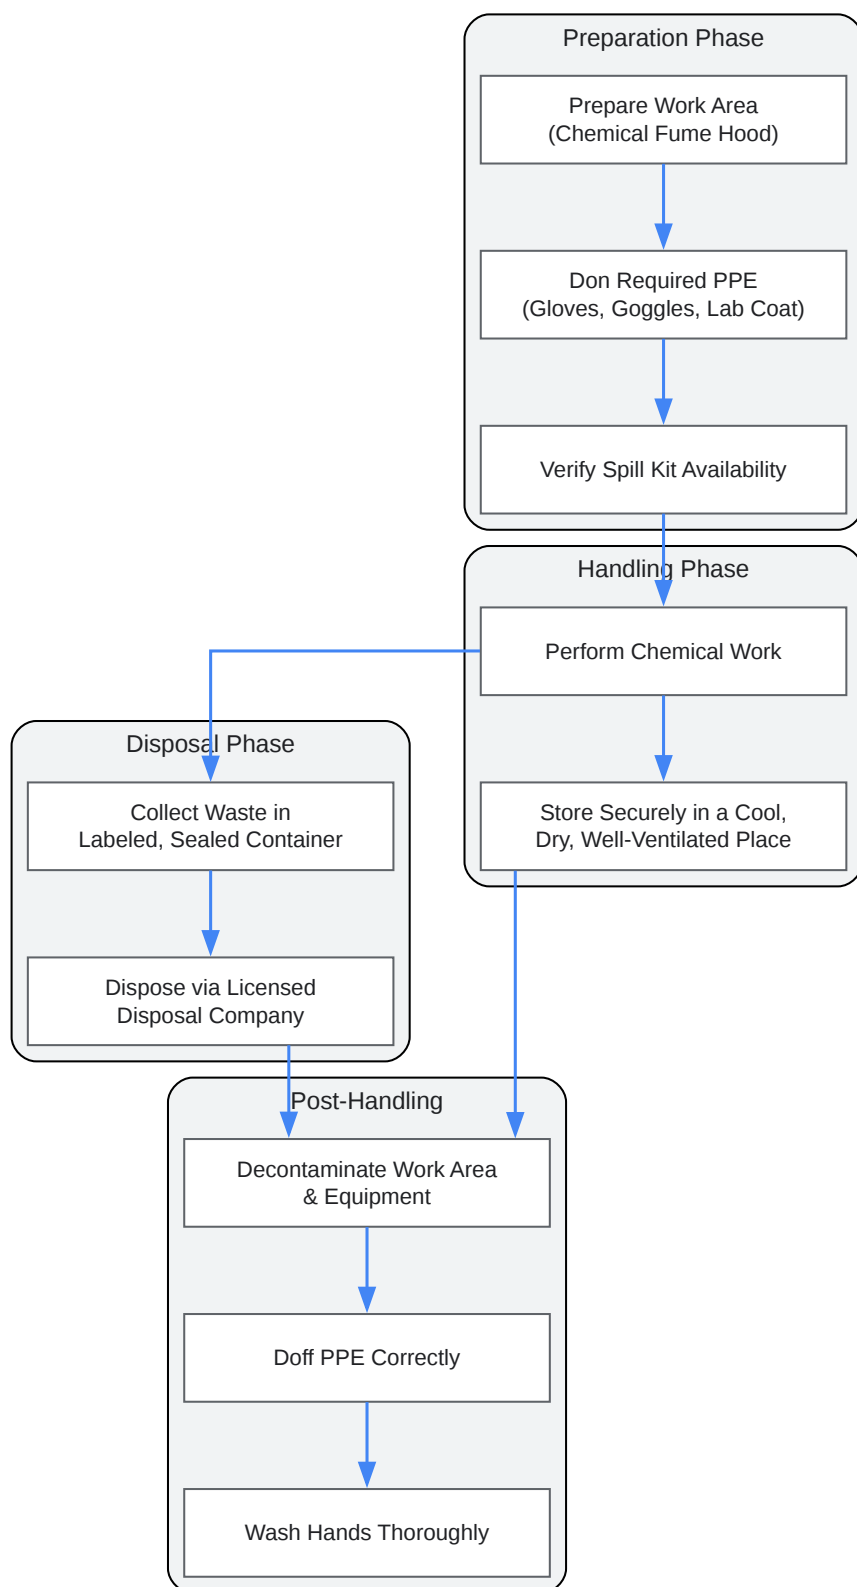 Preparation Phase
Prepare Work Area
(Chemical Fume Hood)
Don Required PPE
(Gloves, Goggles, Lab Coat)
Verify Spill Kit Availability
Handling Phase
Perform Chemical Work
Store Securely in a Cool,
Dry, Well-Ventilated Place
Disposal Phase
Collect Waste in
Labeled, Sealed Container
Dispose via Licensed
Disposal Company
Post-Handling
Decontaminate Work Area
& Equipment
Doff PPE Correctly
Wash Hands Thoroughly